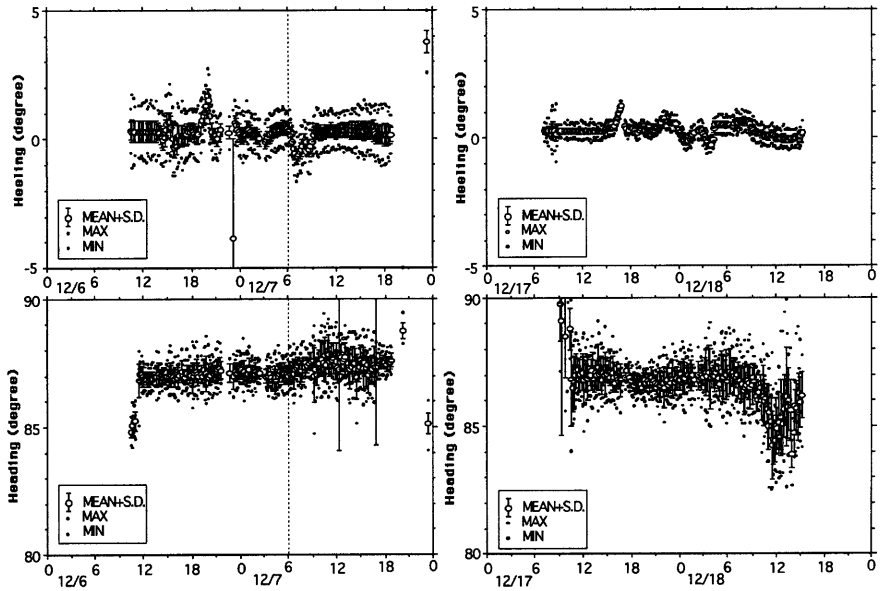 5
0
-5
Heeling (degree)
MEAN+S.D.
MAX
MIN
0 6 12 18 0 6 12 18 0
12/6 12/7
5
0
-5
Heeling (degree)
MEAN+S.D.
MAX
MIN
0 6 12 18 0 6 12 18 0
12/17 12/18
90
85
80
Heading (degree)
MEAN+S.D.
MAX
MIN
0 6 12 18 0 6 12 18 0
12/6 12/7
90
85
80
Heading (degree)
MEAN+S.D.
MAX
MIN
0 6 12 18 0 6 12 18 0
12/17 12/18